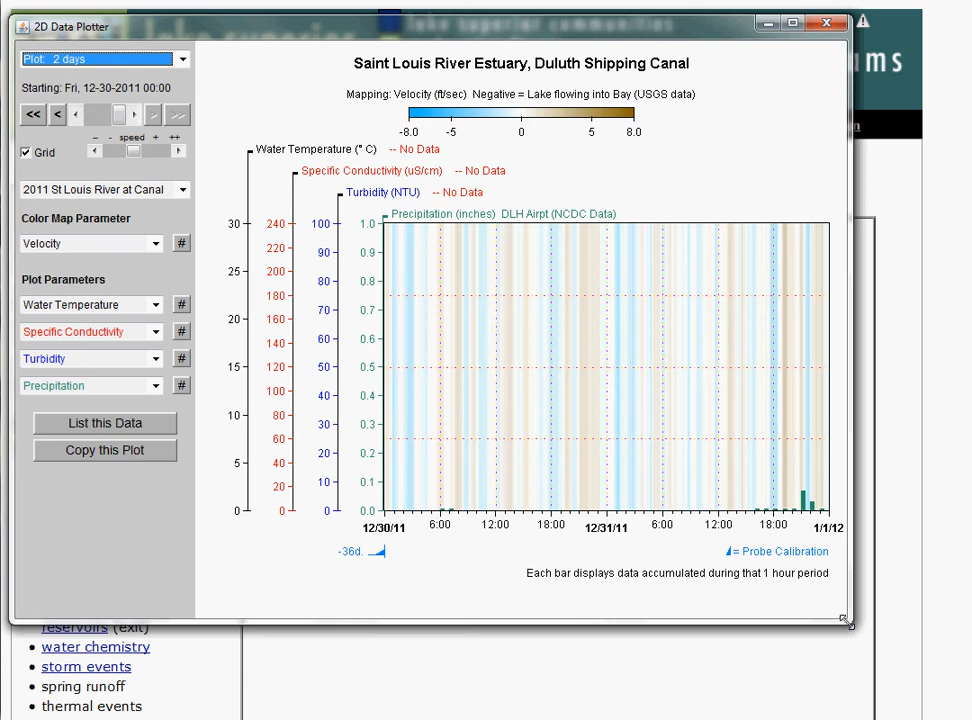 lake superior communities
2D Data Plotter
ms
Plot: 2 days
Starting: Fri, 12-30-2011 00:00
<< < > >>
– - speed + ++
Grid
2011 St Louis River at Canal
Color Map Parameter
Velocity #
Plot Parameters
Water Temperature #
Specific Conductivity #
Turbidity #
Precipitation #
List this Data
Copy this Plot
Saint Louis River Estuary, Duluth Shipping Canal
Mapping: Velocity (ft/sec) Negative = Lake flowing into Bay (USGS data)
-8.0 -5 0 5 8.0
Water Temperature (° C) -- No Data
Specific Conductivity (uS/cm) -- No Data
Turbidity (NTU) -- No Data
Precipitation (inches) DLH Airpt (NCDC Data)
30 240 100 1.0
220 90 0.9
25 200 80 0.8
180 70 0.7
20 160 60 0.6
140
15 120 50 0.5
100 40 0.4
10 80 30 0.3
60
5 40 20 0.2
20 10 0.1
0 0 0 0.0
12/30/11 6:00 12:00 18:00 12/31/11 6:00 12:00 18:00 1/1/12
-36d. = Probe Calibration
Each bar displays data accumulated during that 1 hour period
reservoirs (exit)
water chemistry
storm events
spring runoff
thermal events